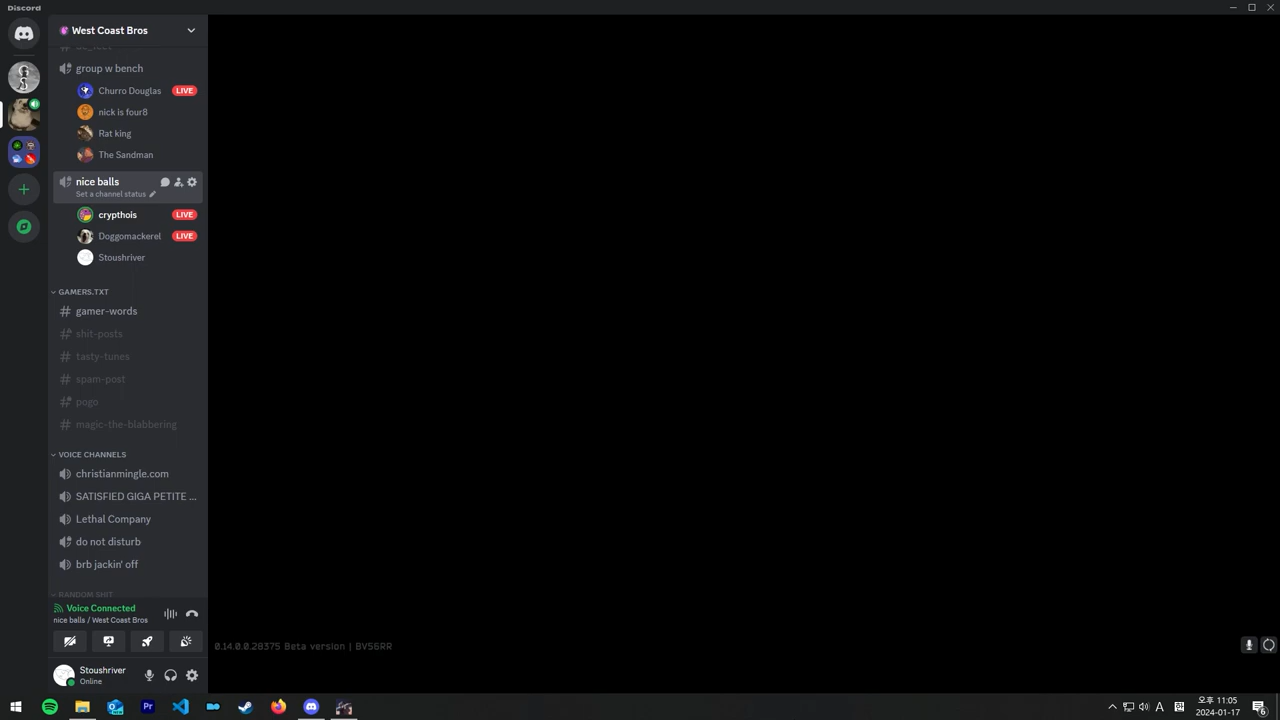 Discord
West Coast Bros
group w bench
Churro Douglas LIVE
nick is four8
Rat king
The Sandman
nice balls
Set a channel status
crypthois LIVE
Doggomackerel LIVE
Stoushriver
GAMERS.TXT
gamer-words
shit-posts
tasty-tunes
spam-post
pogo
magic-the-blabbering
VOICE CHANNELS
christianmingle.com
SATISFIED GIGA PETITE ...
Lethal Company
do not disturb
brb jackin' off
RANDOM SHIT
Voice Connected
nice balls / West Coast Bros
Stoushriver
Online
0.14.0.0.28375 Beta version | BV56RR
A
오후 11:05
2024-01-17
6